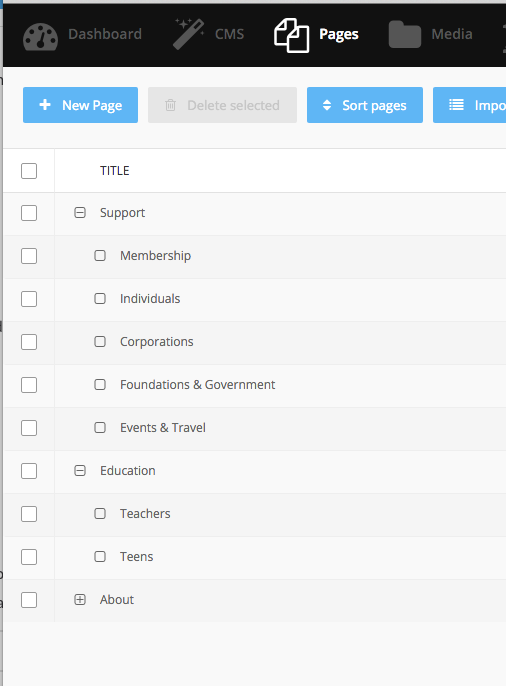 Dashboard CMS Pages Media
New Page Delete selected Sort pages Impo
TITLE
Support
Membership
Individuals
Corporations
Foundations & Government
Events & Travel
Education
Teachers
Teens
About